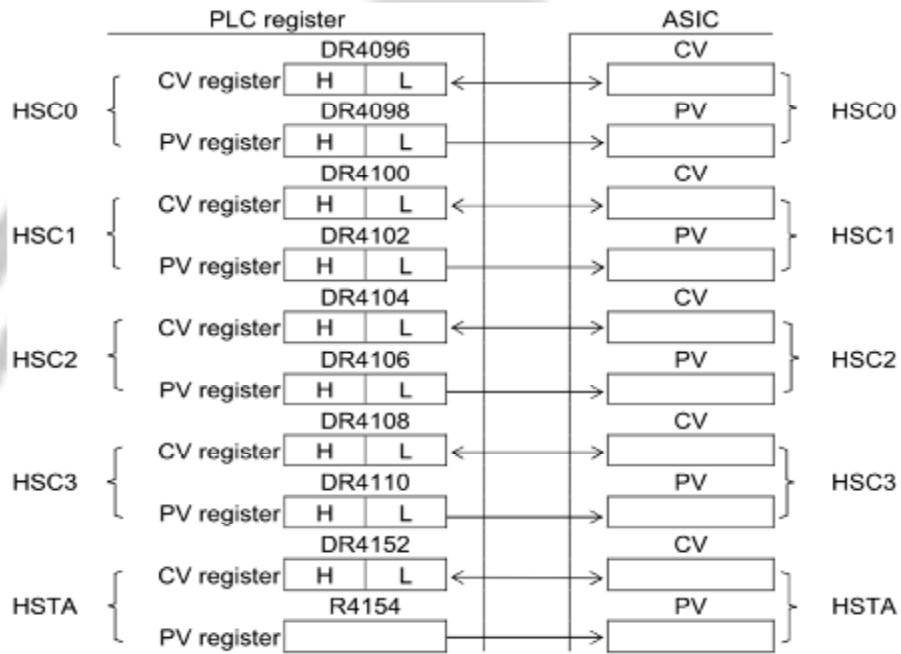 PLC register ASIC
DR4096 CV
CV register H L
HSC0 HSC0
DR4098 PV
PV register H L
DR4100 CV
CV register H L
HSC1 HSC1
DR4102 PV
PV register H L
DR4104 CV
CV register H L
HSC2 HSC2
DR4106 PV
PV register H L
DR4108 CV
CV register H L
HSC3 HSC3
DR4110 PV
PV register H L
DR4152 CV
CV register H L
HSTA HSTA
R4154 PV
PV register